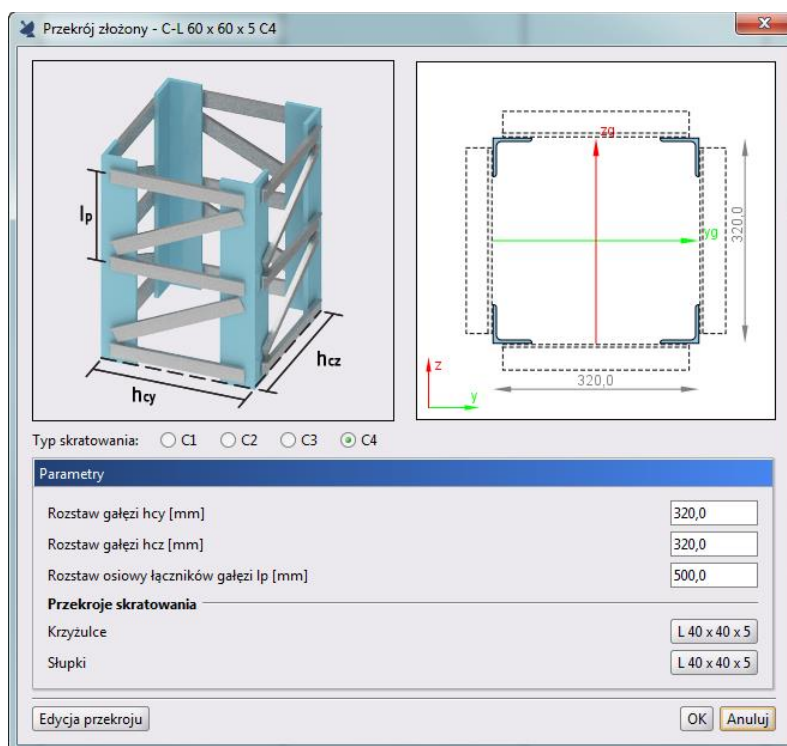 Przekrój złożony - C-L 60 x 60 x 5 C4
lp
hcy
hcz
zg
yg
320,0
320,0
z
y
Typ skratowania: C1 C2 C3 C4
Parametry
Rozstaw gałęzi hcy [mm] 320,0
Rozstaw gałęzi hcz [mm] 320,0
Rozstaw osiowy łączników gałęzi lp [mm] 500,0
Przekroje skratowania
Krzyżulce L 40 x 40 x 5
Słupki L 40 x 40 x 5
Edycja przekroju OK Anuluj